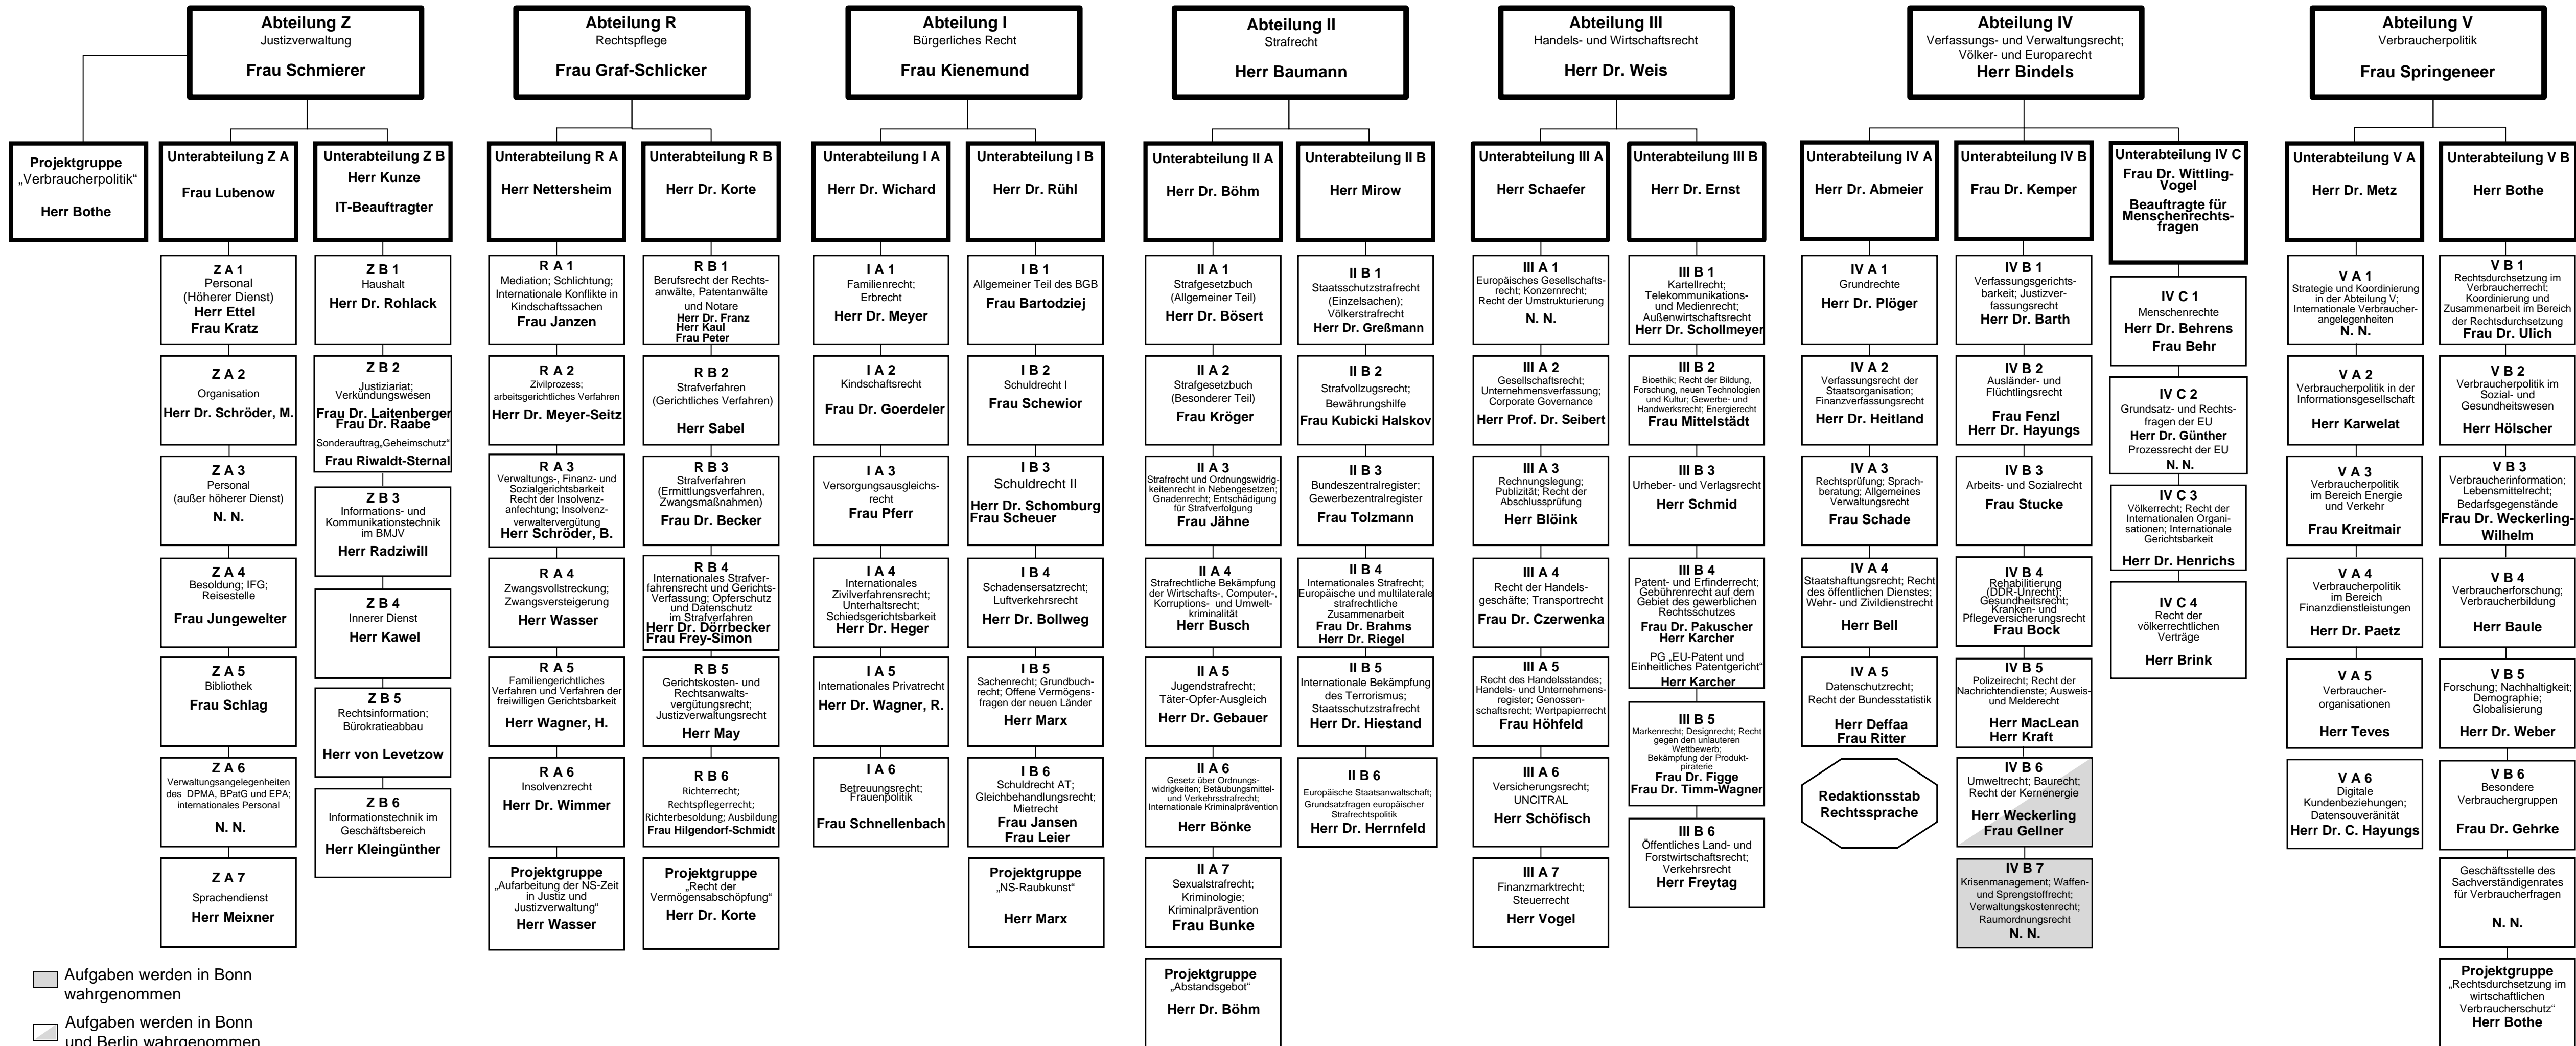 Abteilung Z
Justizverwaltung
Frau Schmierer
Projektgruppe
„Verbraucherpolitik“
Herr Bothe
Unterabteilung Z A
Frau Lubenow
Z A 1
Personal
(Höherer Dienst)
Herr Ettel
Frau Kratz
Z A 2
Organisation
Herr Dr. Schröder, M.
Z A 3
Personal
(außer höherer Dienst)
N. N.
Z A 4
Besoldung; IFG;
Reisestelle
Frau Jungewelter
Z A 5
Bibliothek
Frau Schlag
Z A 6
Verwaltungsangelegenheiten
des DPMA, BPatG und EPA;
internationales Personal
N. N.
Z A 7
Sprachendienst
Herr Meixner
Unterabteilung Z B
Herr Kunze
IT-Beauftragter
Z B 1
Haushalt
Herr Dr. Rohlack
Z B 2
Justiziariat;
Verkündungswesen
Frau Dr. Laitenberger
Frau Dr. Raabe
Sonderauftrag„Geheimschutz“
Frau Riwaldt-Sternal
Z B 3
Informations- und
Kommunikationstechnik
im BMJV
Herr Radziwill
Z B 4
Innerer Dienst
Herr Kawel
Z B 5
Rechtsinformation;
Bürokratieabbau
Herr von Levetzow
Z B 6
Informationstechnik im
Geschäftsbereich
Herr Kleingünther
Abteilung R
Rechtspflege
Frau Graf-Schlicker
Unterabteilung R A
Herr Nettersheim
R A 1
Mediation; Schlichtung;
Internationale Konflikte in
Kindschaftssachen
Frau Janzen
R A 2
Zivilprozess;
arbeitsgerichtliches Verfahren
Herr Dr. Meyer-Seitz
R A 3
Verwaltungs-, Finanz- und
Sozialgerichtsbarkeit
Recht der Insolvenz-
anfechtung; Insolvenz-
verwaltervergütung
Herr Schröder, B.
R A 4
Zwangsvollstreckung;
Zwangsversteigerung
Herr Wasser
R A 5
Familiengerichtliches
Verfahren und Verfahren der
freiwilligen Gerichtsbarkeit
Herr Wagner, H.
R A 6
Insolvenzrecht
Herr Dr. Wimmer
Projektgruppe
„Aufarbeitung der NS-Zeit
in Justiz und
Justizverwaltung“
Herr Wasser
Unterabteilung R B
Herr Dr. Korte
R B 1
Berufsrecht der Rechts-
anwälte, Patentanwälte
und Notare
Herr Dr. Franz
Herr Kaul
Frau Peter
R B 2
Strafverfahren
(Gerichtliches Verfahren)
Herr Sabel
R B 3
Strafverfahren
(Ermittlungsverfahren,
Zwangsmaßnahmen)
Frau Dr. Becker
R B 4
Internationales Strafver-
fahrensrecht und Gerichts-
Verfassung; Opferschutz
und Datenschutz
im Strafverfahren
Herr Dr. Dörrbecker
Frau Frey-Simon
R B 5
Gerichtskosten- und
Rechtsanwalts-
vergütungsrecht;
Justizverwaltungsrecht
Herr May
R B 6
Richterrecht;
Rechtspflegerrecht;
Richterbesoldung; Ausbildung
Frau Hilgendorf-Schmidt
Projektgruppe
„Recht der
Vermögensabschöpfung“
Herr Dr. Korte
Abteilung I
Bürgerliches Recht
Frau Kienemund
Unterabteilung I A
Herr Dr. Wichard
I A 1
Familienrecht;
Erbrecht
Herr Dr. Meyer
I A 2
Kindschaftsrecht
Frau Dr. Goerdeler
I A 3
Versorgungsausgleichs-
recht
Frau Pferr
I A 4
Internationales
Zivilverfahrensrecht;
Unterhaltsrecht;
Schiedsgerichtsbarkeit
Herr Dr. Heger
I A 5
Internationales Privatrecht
Herr Dr. Wagner, R.
I A 6
Betreuungsrecht;
Frauenpolitik
Frau Schnellenbach
Unterabteilung I B
Herr Dr. Rühl
I B 1
Allgemeiner Teil des BGB
Frau Bartodziej
I B 2
Schuldrecht I
Frau Schewior
I B 3
Schuldrecht II
Herr Dr. Schomburg
Frau Scheuer
I B 4
Schadensersatzrecht;
Luftverkehrsrecht
Herr Dr. Bollweg
I B 5
Sachenrecht; Grundbuch-
recht; Offene Vermögens-
fragen der neuen Länder
Herr Marx
I B 6
Schuldrecht AT;
Gleichbehandlungsrecht;
Mietrecht
Frau Jansen
Frau Leier
Projektgruppe
„NS-Raubkunst“
Herr Marx
Abteilung II
Strafrecht
Herr Baumann
Unterabteilung II A
Herr Dr. Böhm
II A 1
Strafgesetzbuch
(Allgemeiner Teil)
Herr Dr. Bösert
II A 2
Strafgesetzbuch
(Besonderer Teil)
Frau Kröger
II A 3
Strafrecht und Ordnungswidrig-
keitenrecht in Nebengesetzen;
Gnadenrecht; Entschädigung
für Strafverfolgung
Frau Jähne
II A 4
Strafrechtliche Bekämpfung
der Wirtschafts-, Computer-,
Korruptions- und Umwelt-
kriminalität
Herr Busch
II A 5
Jugendstrafrecht;
Täter-Opfer-Ausgleich
Herr Dr. Gebauer
II A 6
Gesetz über Ordnungs-
widrigkeiten; Betäubungsmittel-
und Verkehrsstrafrecht;
Internationale Kriminalprävention
Herr Bönke
II A 7
Sexualstrafrecht;
Kriminologie;
Kriminalprävention
Frau Bunke
Projektgruppe
„Abstandsgebot“
Herr Dr. Böhm
Unterabteilung II B
Herr Mirow
II B 1
Staatsschutzstrafrecht
(Einzelsachen);
Völkerstrafrecht
Herr Dr. Greßmann
II B 2
Strafvollzugsrecht;
Bewährungshilfe
Frau Kubicki Halskov
II B 3
Bundeszentralregister;
Gewerbezentralregister
Frau Tolzmann
II B 4
Internationales Strafrecht;
Europäische und multilaterale
strafrechtliche
Zusammenarbeit
Frau Dr. Brahms
Herr Dr. Riegel
II B 5
Internationale Bekämpfung
des Terrorismus;
Staatsschutzstrafrecht
Herr Dr. Hiestand
II B 6
Europäische Staatsanwaltschaft;
Grundsatzfragen europäischer
Strafrechtspolitik
Herr Dr. Herrnfeld
Abteilung III
Handels- und Wirtschaftsrecht
Herr Dr. Weis
Unterabteilung III A
Herr Schaefer
III A 1
Europäisches Gesellschafts-
recht; Konzernrecht;
Recht der Umstrukturierung
N. N.
III A 2
Gesellschaftsrecht;
Unternehmensverfassung;
Corporate Governance
Herr Prof. Dr. Seibert
III A 3
Rechnungslegung;
Publizität; Recht der
Abschlussprüfung
Herr Blöink
III A 4
Recht der Handels-
geschäfte; Transportrecht
Frau Dr. Czerwenka
III A 5
Recht des Handelsstandes;
Handels- und Unternehmens-
register; Genossen-
schaftsrecht; Wertpapierrecht
Frau Höhfeld
III A 6
Versicherungsrecht;
UNCITRAL
Herr Schöfisch
III A 7
Finanzmarktrecht;
Steuerrecht
Herr Vogel
Unterabteilung III B
Herr Dr. Ernst
III B 1
Kartellrecht;
Telekommunikations-
und Medienrecht;
Außenwirtschaftsrecht
Herr Dr. Schollmeyer
III B 2
Bioethik; Recht der Bildung,
Forschung, neuen Technologien
und Kultur; Gewerbe- und
Handwerksrecht; Energierecht
Frau Mittelstädt
III B 3
Urheber- und Verlagsrecht
Herr Schmid
III B 4
Patent- und Erfinderrecht;
Gebührenrecht auf dem
Gebiet des gewerblichen
Rechtsschutzes
Frau Dr. Pakuscher
Herr Karcher
PG „EU-Patent und
Einheitliches Patentgericht“
Herr Karcher
III B 5
Markenrecht; Designrecht; Recht
gegen den unlauteren
Wettbewerb;
Bekämpfung der Produkt-
piraterie
Frau Dr. Figge
Frau Dr. Timm-Wagner
III B 6
Öffentliches Land- und
Forstwirtschaftsrecht;
Verkehrsrecht
Herr Freytag
Abteilung IV
Verfassungs- und Verwaltungsrecht;
Völker- und Europarecht
Herr Bindels
Unterabteilung IV A
Herr Dr. Abmeier
IV A 1
Grundrechte
Herr Dr. Plöger
IV A 2
Verfassungsrecht der
Staatsorganisation;
Finanzverfassungsrecht
Herr Dr. Heitland
IV A 3
Rechtsprüfung; Sprach-
beratung; Allgemeines
Verwaltungsrecht
Frau Schade
IV A 4
Staatshaftungsrecht; Recht
des öffentlichen Dienstes;
Wehr- und Zivildienstrecht
Herr Bell
IV A 5
Datenschutzrecht;
Recht der Bundesstatistik
Herr Deffaa
Frau Ritter
Redaktionsstab
Rechtssprache
Unterabteilung IV B
Frau Dr. Kemper
IV B 1
Verfassungsgerichts-
barkeit; Justizver-
fassungsrecht
Herr Dr. Barth
IV B 2
Ausländer- und
Flüchtlingsrecht
Frau Fenzl
Herr Dr. Hayungs
IV B 3
Arbeits- und Sozialrecht
Frau Stucke
IV B 4
Rehabilitierung
(DDR-Unrecht);
Gesundheitsrecht;
Kranken- und
Pflegeversicherungsrecht
Frau Bock
IV B 5
Polizeirecht; Recht der
Nachrichtendienste; Ausweis-
und Melderecht
Herr MacLean
Herr Kraft
IV B 6
Umweltrecht; Baurecht;
Recht der Kernenergie
Herr Weckerling
Frau Gellner
IV B 7
Krisenmanagement; Waffen-
und Sprengstoffrecht;
Verwaltungskostenrecht;
Raumordnungsrecht
N. N.
Unterabteilung IV C
Frau Dr. Wittling-
Vogel
Beauftragte für
Menschenrechts-
fragen
IV C 1
Menschenrechte
Herr Dr. Behrens
Frau Behr
IV C 2
Grundsatz- und Rechts-
fragen der EU
Herr Dr. Günther
Prozessrecht der EU
N. N.
IV C 3
Völkerrecht; Recht der
Internationalen Organi-
sationen; Internationale
Gerichtsbarkeit
Herr Dr. Henrichs
IV C 4
Recht der
völkerrechtlichen
Verträge
Herr Brink
Abteilung V
Verbraucherpolitik
Frau Springeneer
Unterabteilung V A
Herr Dr. Metz
V A 1
Strategie und Koordinierung
in der Abteilung V;
Internationale Verbraucher-
angelegenheiten
N. N.
V A 2
Verbraucherpolitik in der
Informationsgesellschaft
Herr Karwelat
V A 3
Verbraucherpolitik
im Bereich Energie
und Verkehr
Frau Kreitmair
V A 4
Verbraucherpolitik
im Bereich
Finanzdienstleistungen
Herr Dr. Paetz
V A 5
Verbraucher-
organisationen
Herr Teves
V A 6
Digitale
Kundenbeziehungen;
Datensouveränität
Herr Dr. C. Hayungs
Unterabteilung V B
Herr Bothe
V B 1
Rechtsdurchsetzung im
Verbraucherrecht;
Koordinierung und
Zusammenarbeit im Bereich
der Rechtsdurchsetzung
Frau Dr. Ulich
V B 2
Verbraucherpolitik im
Sozial- und
Gesundheitswesen
Herr Hölscher
V B 3
Verbraucherinformation;
Lebensmittelrecht;
Bedarfsgegenstände
Frau Dr. Weckerling-
Wilhelm
V B 4
Verbraucherforschung;
Verbraucherbildung
Herr Baule
V B 5
Forschung; Nachhaltigkeit;
Demographie;
Globalisierung
Herr Dr. Weber
V B 6
Besondere
Verbrauchergruppen
Frau Dr. Gehrke
Geschäftsstelle des
Sachverständigenrates
für Verbraucherfragen
N. N.
Projektgruppe
„Rechtsdurchsetzung im
wirtschaftlichen
Verbraucherschutz“
Herr Bothe
Aufgaben werden in Bonn
wahrgenommen
Aufgaben werden in Bonn
und Berlin wahrgenommen